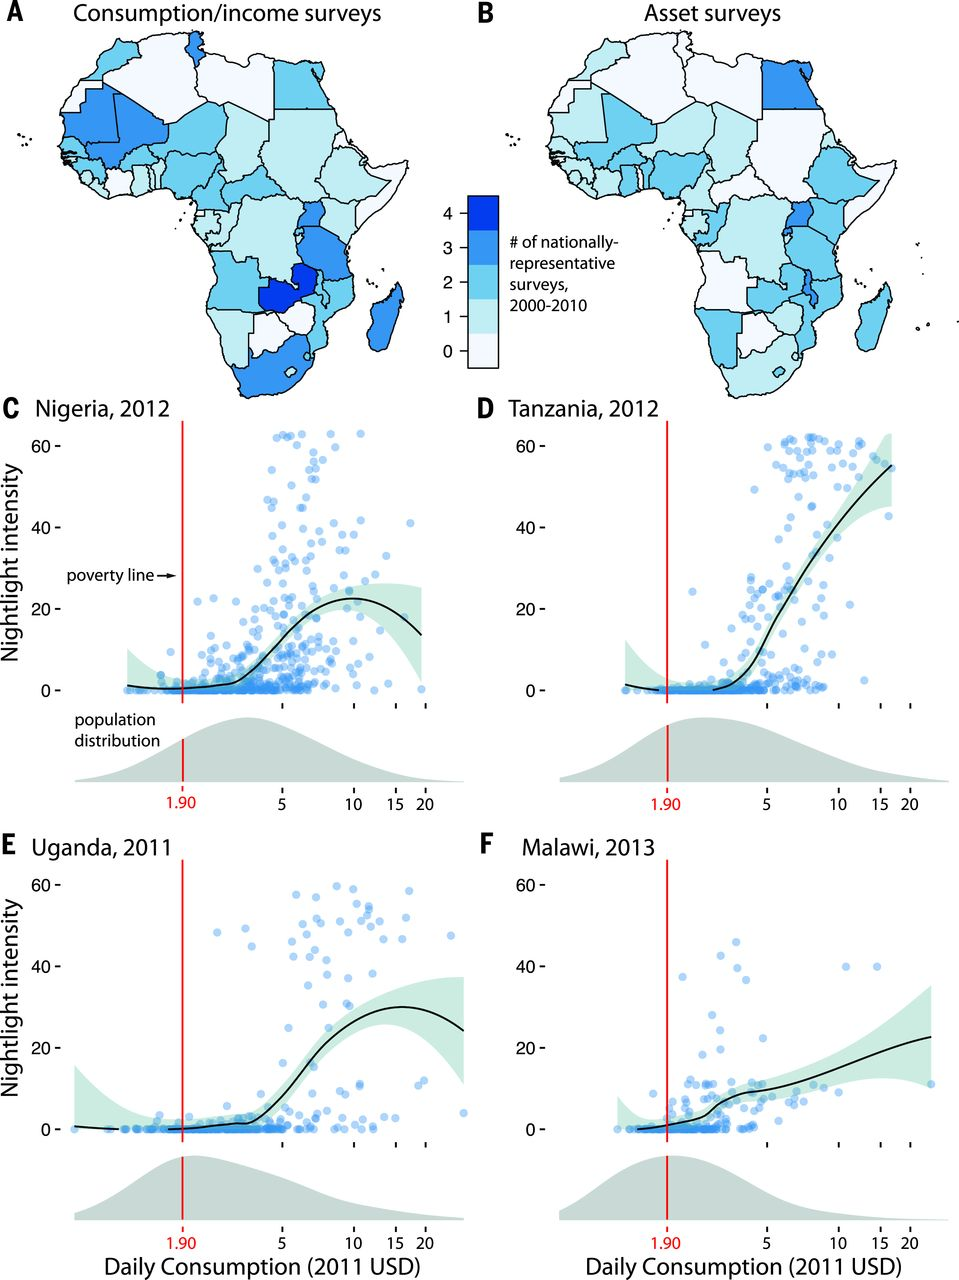 A Consumption/income surveys
B Asset surveys
4
3
2
1
0
# of nationally-
representative
surveys,
2000-2010
C Nigeria, 2012
60
40
20
0
Nightlight intensity
poverty line
population
distribution
1.90 5 10 15 20
D Tanzania, 2012
60
40
20
0
1.90 5 10 15 20
E Uganda, 2011
60
40
20
0
Nightlight intensity
1.90 5 10 15 20
Daily Consumption (2011 USD)
F Malawi, 2013
60
40
20
0
1.90 5 10 15 20
Daily Consumption (2011 USD)